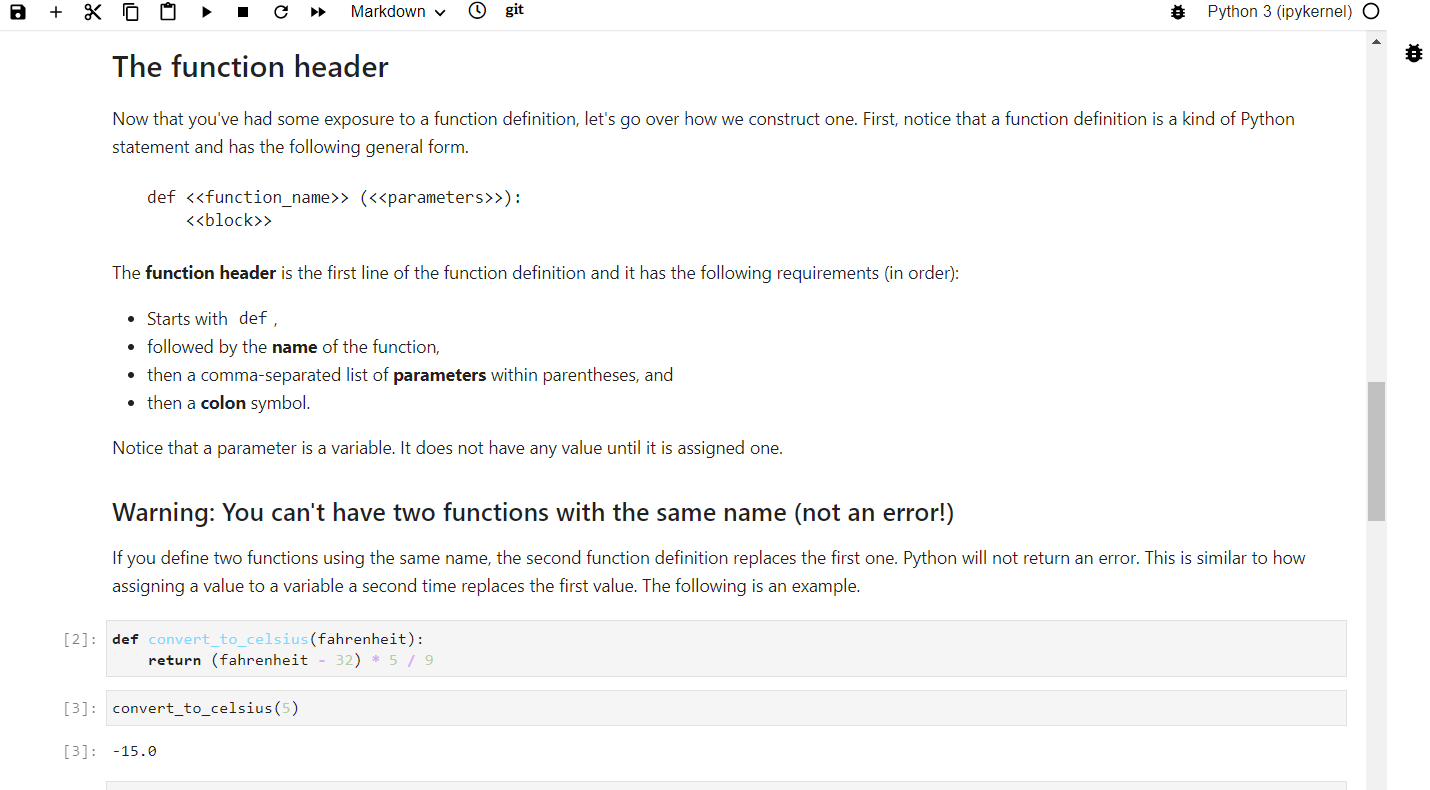 Markdown git Python 3 (ipykernel)
The function header
Now that you've had some exposure to a function definition, let's go over how we construct one. First, notice that a function definition is a kind of Python
statement and has the following general form.
def <<function_name>> (<<parameters>>):
    <<block>>
The function header is the first line of the function definition and it has the following requirements (in order):
• Starts with def ,
• followed by the name of the function,
• then a comma-separated list of parameters within parentheses, and
• then a colon symbol.
Notice that a parameter is a variable. It does not have any value until it is assigned one.
Warning: You can't have two functions with the same name (not an error!)
If you define two functions using the same name, the second function definition replaces the first one. Python will not return an error. This is similar to how
assigning a value to a variable a second time replaces the first value. The following is an example.
[2]: def convert_to_celsius(fahrenheit):
    return (fahrenheit - 32) * 5 / 9
[3]: convert_to_celsius(5)
[3]: -15.0